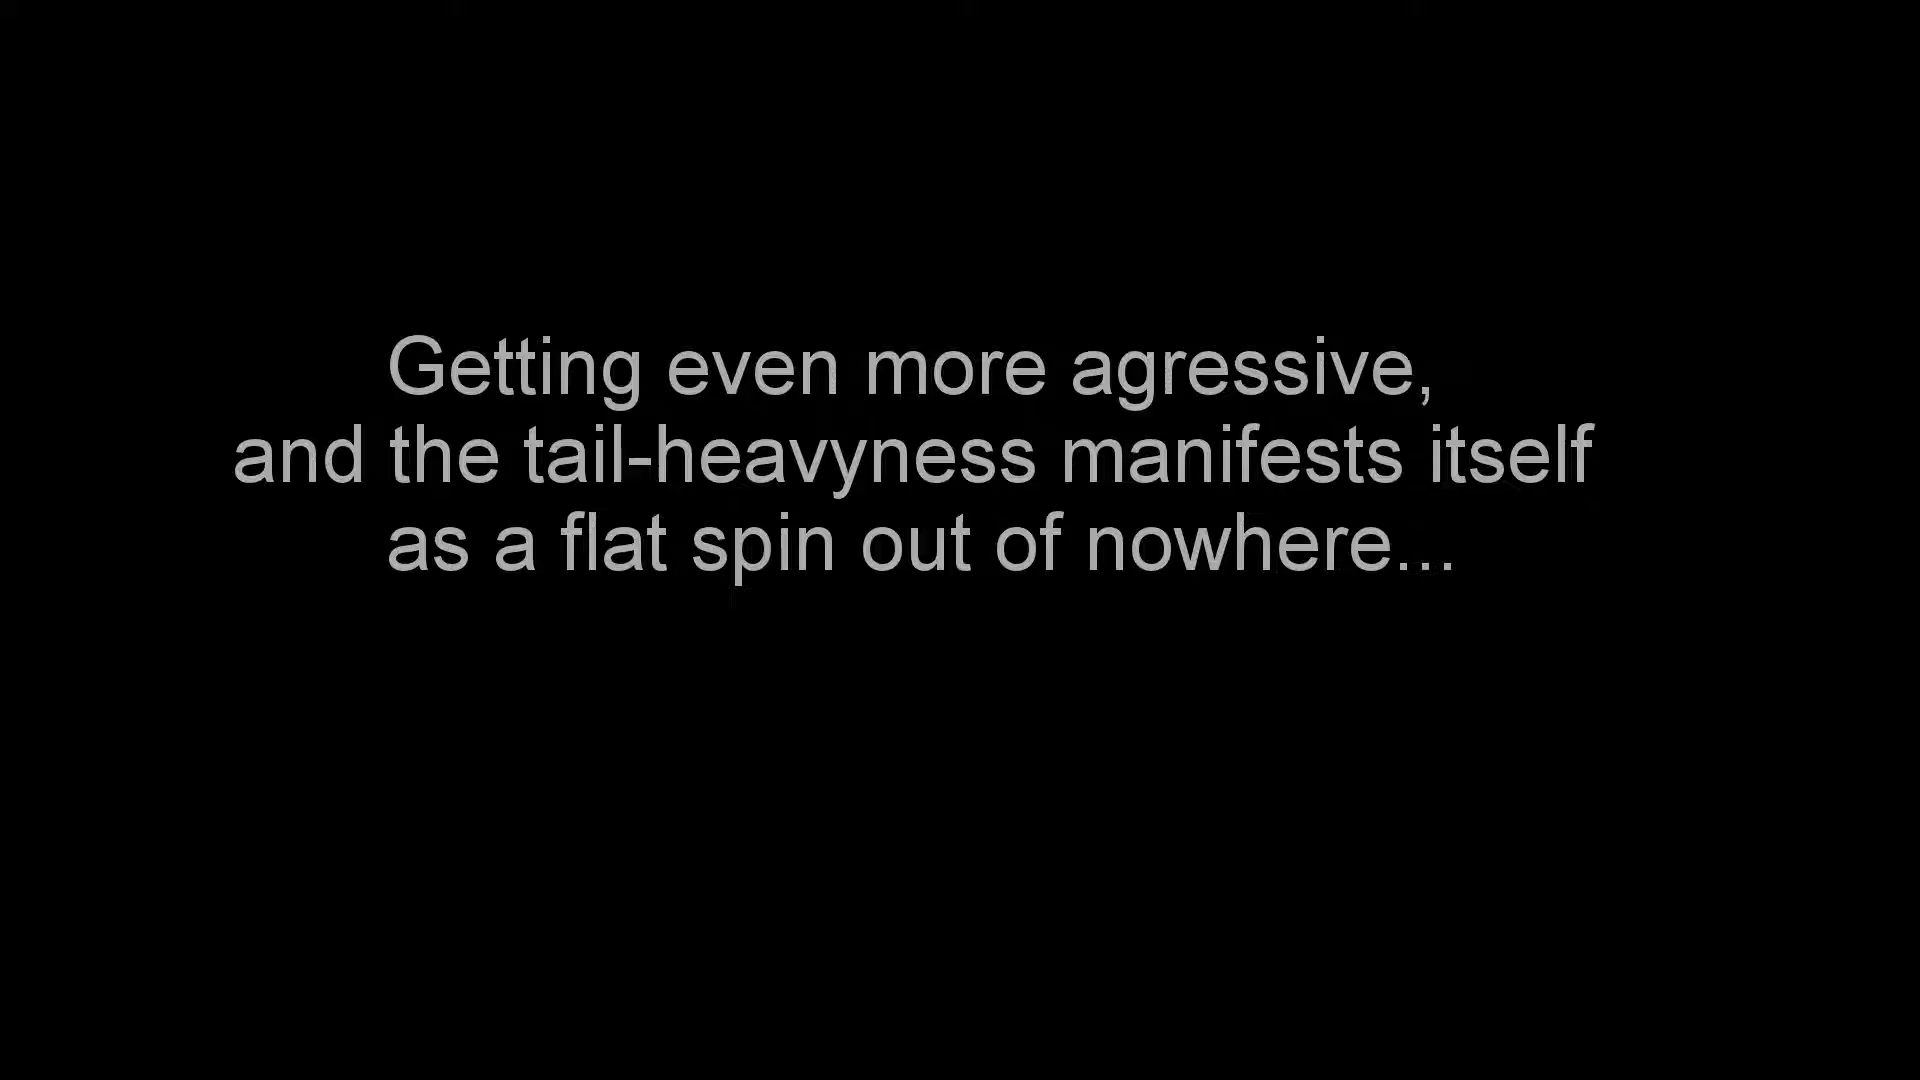 Getting even more agressive,
and the tail-heavyness manifests itself
as a flat spin out of nowhere...